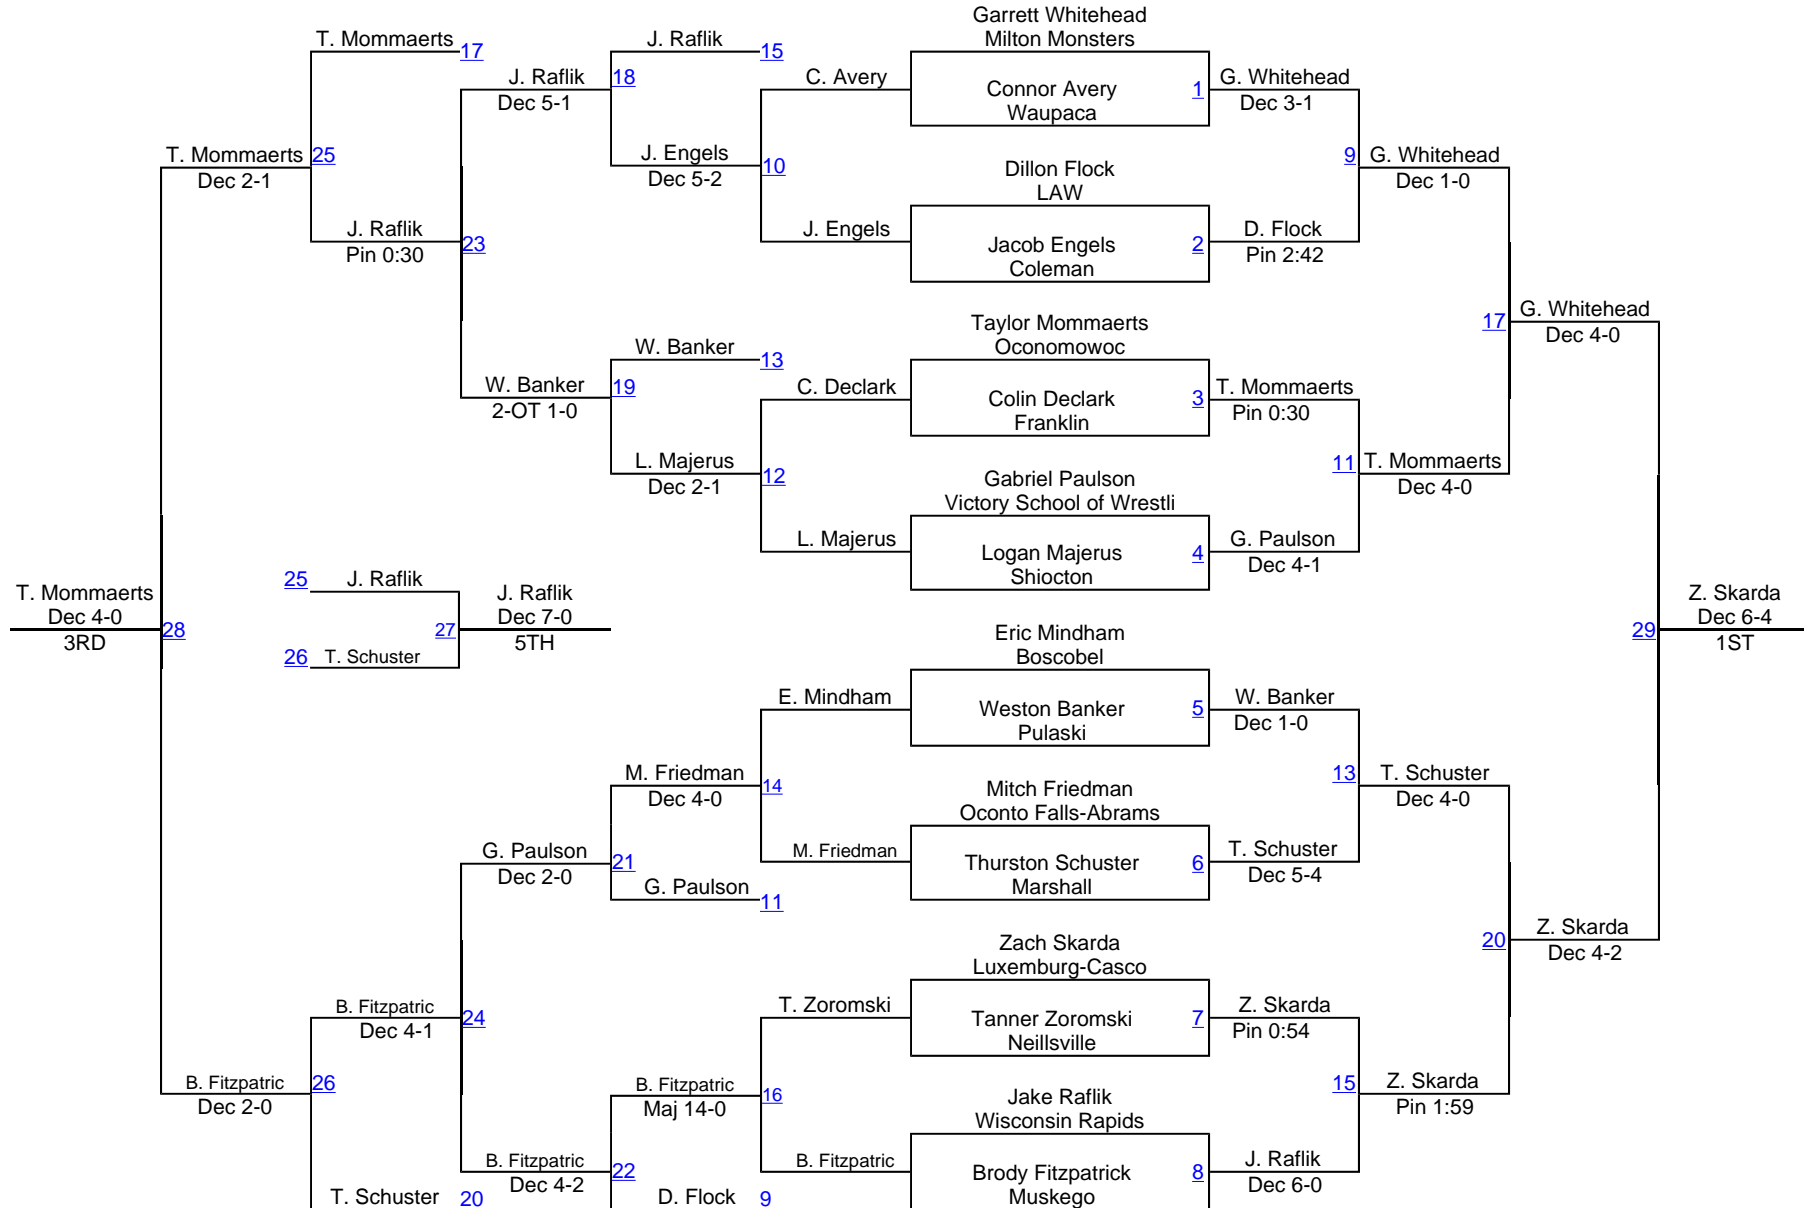 Garrett Whitehead
T. Mommaerts
17
J. Raflik
15
Milton Monsters
J. Raflik
Dec 5-1
18
C. Avery
Connor Avery
Waupaca
1
G. Whitehead
Dec 3-1
T. Mommaerts
Dec 2-1
25
J. Engels
Dec 5-2
10
Dillon Flock
LAW
9
G. Whitehead
Dec 1-0
J. Raflik
Pin 0:30
23
J. Engels
Jacob Engels
Coleman
2
D. Flock
Pin 2:42
Taylor Mommaerts
Oconomowoc
17
G. Whitehead
Dec 4-0
W. Banker
13
W. Banker
2-OT 1-0
19
C. Declark
Colin Declark
Franklin
3
T. Mommaerts
Pin 0:30
L. Majerus
Dec 2-1
12
Gabriel Paulson
Victory School of Wrestli
11
T. Mommaerts
Dec 4-0
L. Majerus
Logan Majerus
Shiocton
4
G. Paulson
Dec 4-1
T. Mommaerts
Dec 4-0
3RD
28
25
J. Raflik
26
T. Schuster
27
J. Raflik
Dec 7-0
5TH
Eric Mindham
Boscobel
29
Z. Skarda
Dec 6-4
1ST
E. Mindham
Weston Banker
Pulaski
5
W. Banker
Dec 1-0
M. Friedman
Dec 4-0
14
Mitch Friedman
Oconto Falls-Abrams
13
T. Schuster
Dec 4-0
G. Paulson
Dec 2-0
21
M. Friedman
Thurston Schuster
Marshall
6
T. Schuster
Dec 5-4
G. Paulson
11
Zach Skarda
Luxemburg-Casco
20
Z. Skarda
Dec 4-2
B. Fitzpatric
Dec 4-1
24
T. Zoromski
Tanner Zoromski
Neillsville
7
Z. Skarda
Pin 0:54
B. Fitzpatric
Dec 2-0
26
B. Fitzpatric
Maj 14-0
16
Jake Raflik
Wisconsin Rapids
15
Z. Skarda
Pin 1:59
B. Fitzpatric
Dec 4-2
22
B. Fitzpatric
Brody Fitzpatrick
Muskego
8
J. Raflik
Dec 6-0
T. Schuster
20
D. Flock
9